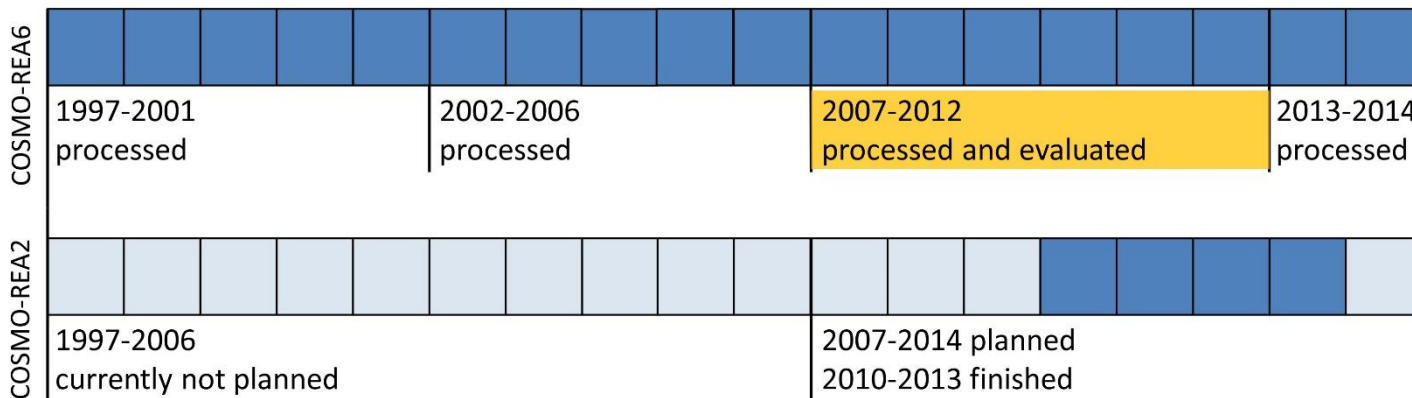 COSMO-REA6
1997-2001
processed
2002-2006
processed
2007-2012
processed and evaluated
2013-2014
processed
COSMO-REA2
1997-2006
currently not planned
2007-2014 planned
2010-2013 finished